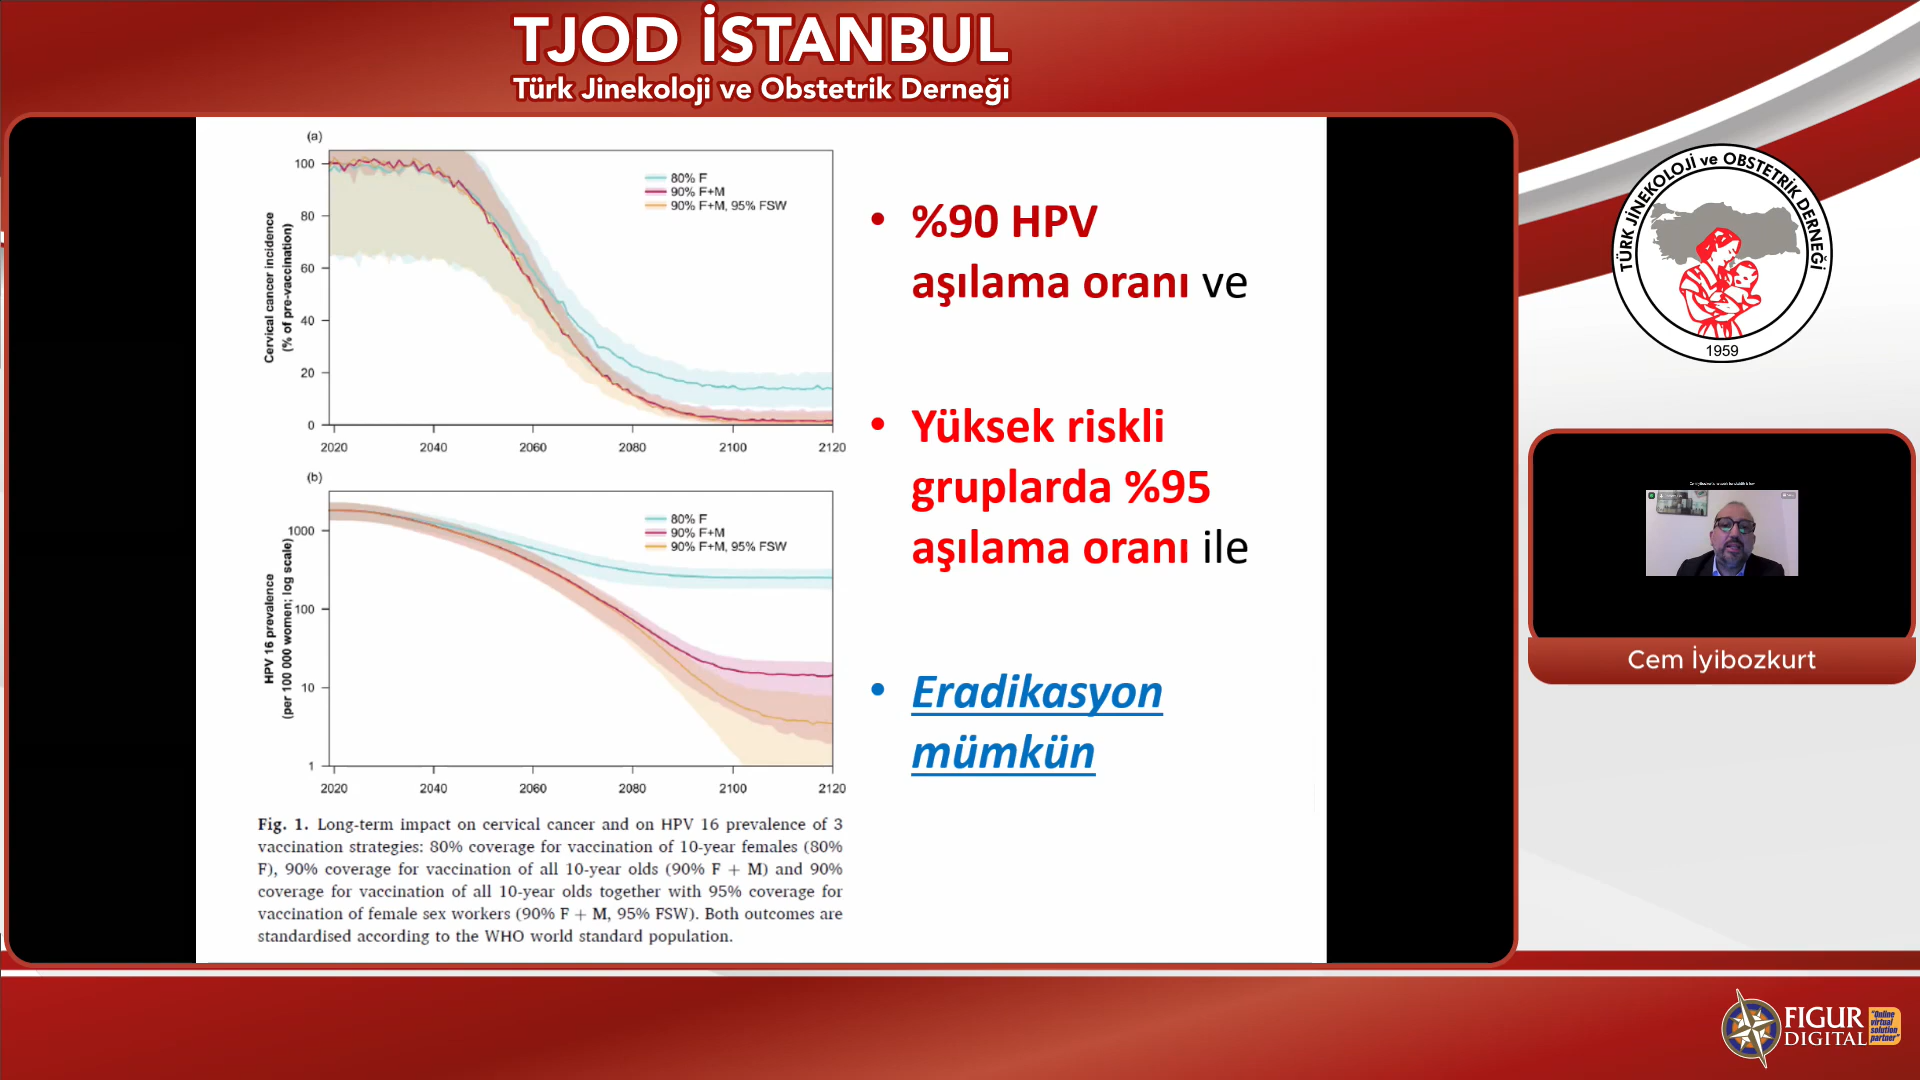 TJOD İSTANBUL
Türk Jinekoloji ve Obstetrik Derneği
(a)
Cervical cancer incidence
(% of pre-vaccination)
100
80
60
40
20
0
80% F
90% F+M
90% F+M, 95% FSW
2020 2040 2060 2080 2100 2120
(b)
HPV 16 prevalence
(per 100 000 women; log scale)
1000
100
10
1
80% F
90% F+M
90% F+M, 95% FSW
2020 2040 2060 2080 2100 2120
Fig. 1. Long-term impact on cervical cancer and on HPV 16 prevalence of 3
vaccination strategies: 80% coverage for vaccination of 10-year females (80%
F), 90% coverage for vaccination of all 10-year olds (90% F + M) and 90%
coverage for vaccination of all 10-year olds together with 95% coverage for
vaccination of female sex workers (90% F + M, 95% FSW). Both outcomes are
standardised according to the WHO world standard population.
• %90 HPV
aşılama oranı ve
• Yüksek riskli
gruplarda %95
aşılama oranı ile
• Eradikasyon
mümkün
TÜRK JİNEKOLOJİ ve OBSTETRİK DERNEĞİ
1959
Cem İyibozkurt
FIGUR
DIGITAL
"Online
virtual
solution
partner"